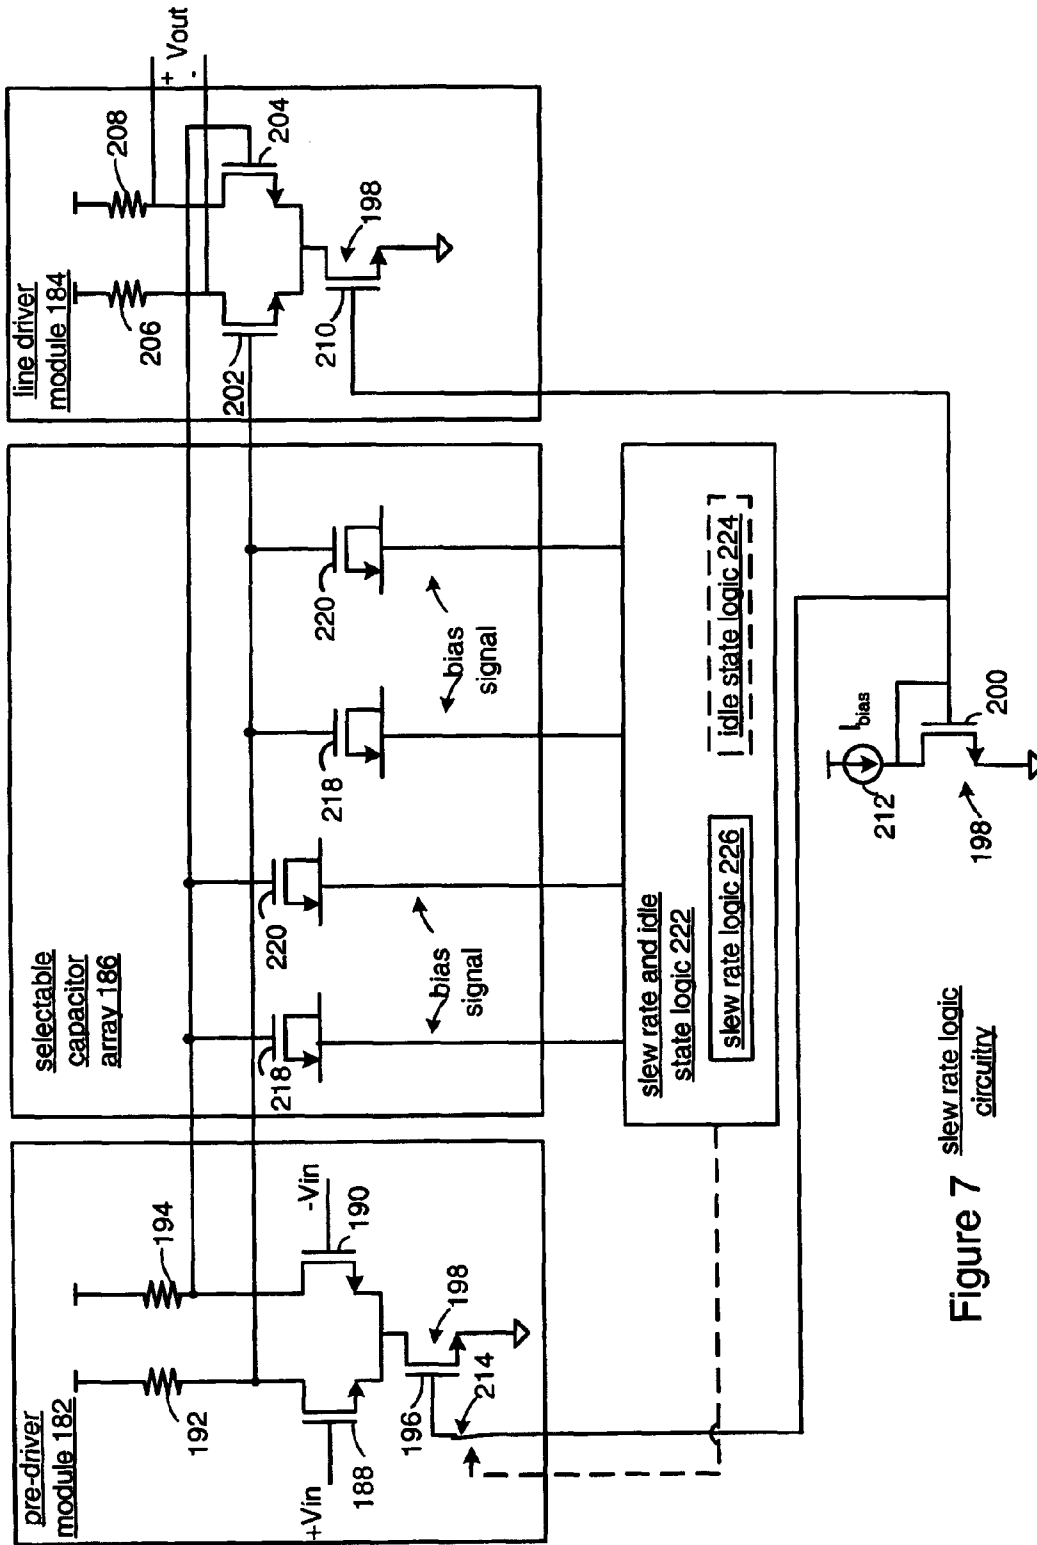 pre-driver
module 182
192
194
+Vin
-Vin
188
190
196
198
214
selectable
capacitor
array 186
218
220
218
220
bias
signal
bias
signal
line driver
module 184
206
208
+
Vout
-
202
204
210
198
slew rate and idle
state logic 222
slew rate logic 226
idle state logic 224
Ibias
212
200
198
Figure 7
slew rate logic
circuitry